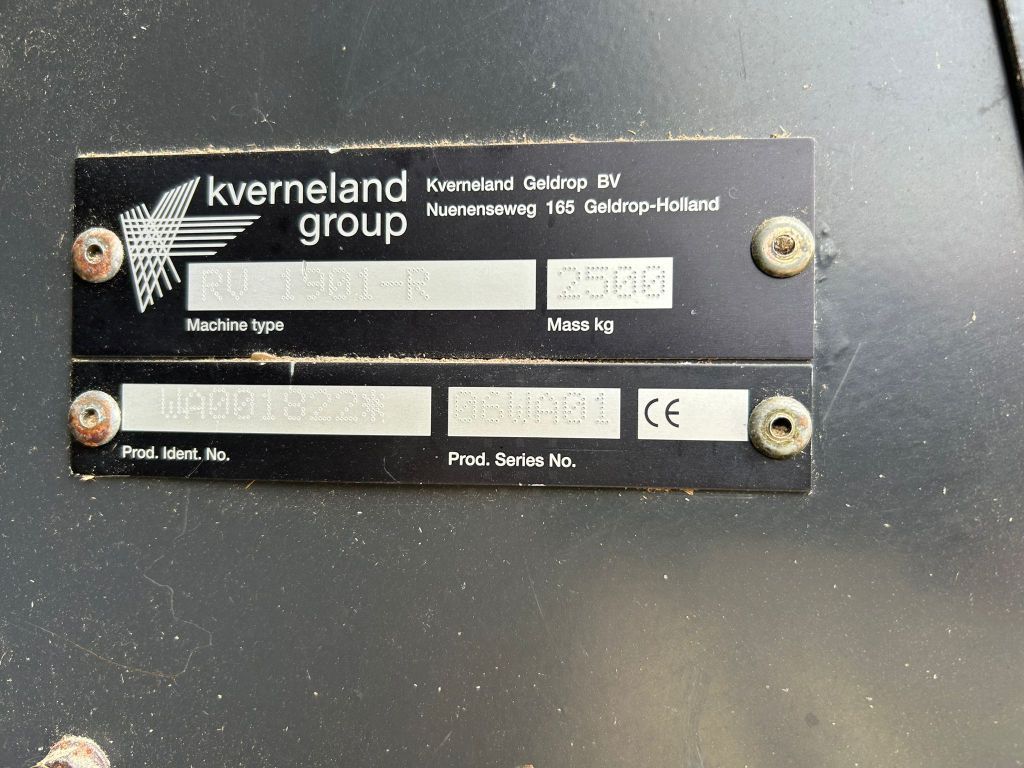 kverneland
group
Kverneland Geldrop BV
Nuenenseweg 165 Geldrop-Holland
RV 1901-R
2500
Machine type
Mass kg
WA001822*
06WA01
CE
Prod. Ident. No.
Prod. Series No.